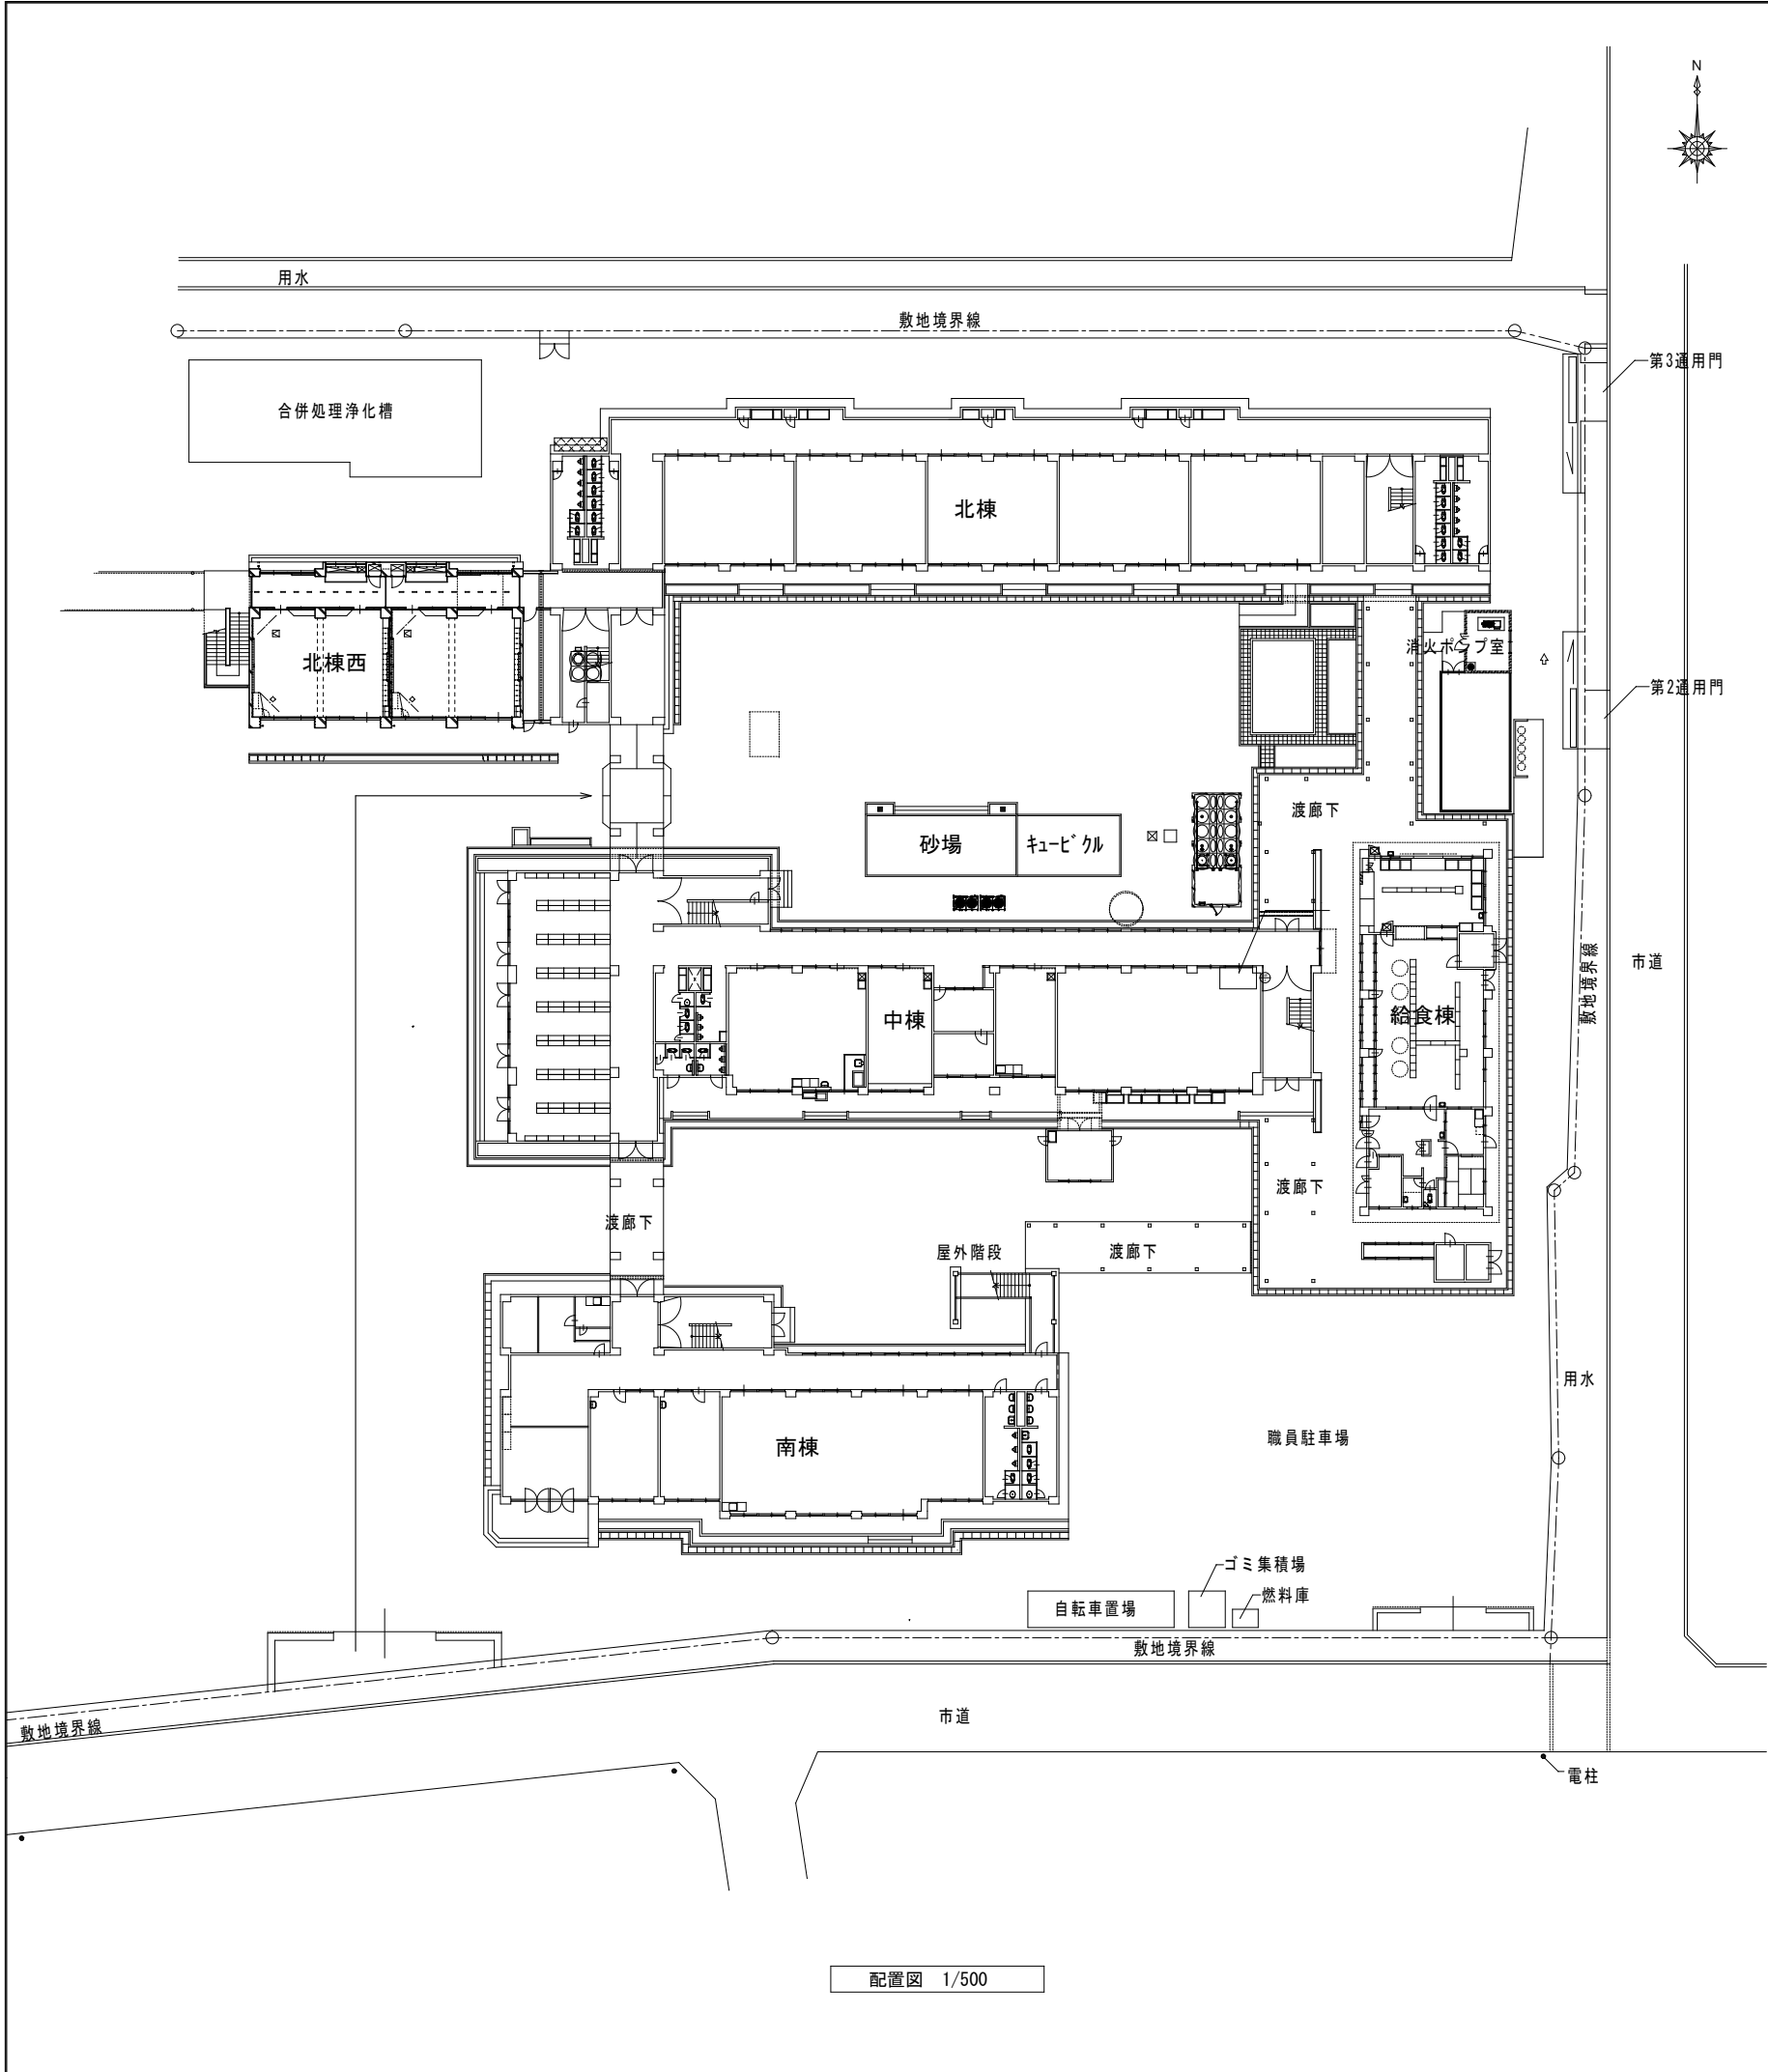 N
用水
敷地境界線
第3通用門
合併処理浄化槽
北棟
消火ポンプ室
北棟西
第2通用門
渡廊下
砂場
キュービクル
敷地境界線
市道
中棟
給食棟
渡廊下
渡廊下
屋外階段
渡廊下
用水
職員駐車場
南棟
ゴミ集積場
燃料庫
自転車置場
敷地境界線
市道
敷地境界線
電柱
配置図 1/500